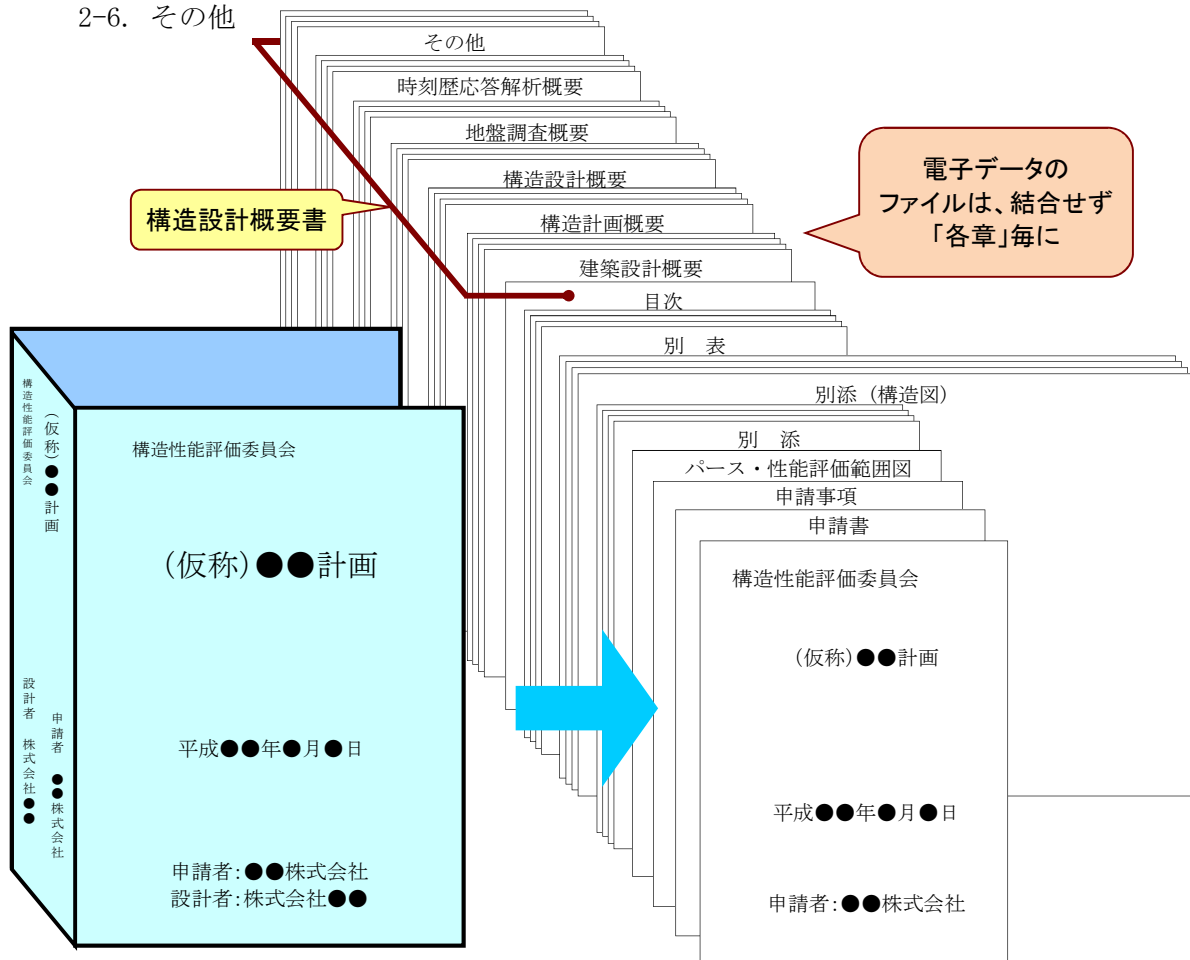 2-6. その他
その他
時刻歴応答解析概要
地盤調査概要
構造設計概要
構造計画概要
建築設計概要
目次
別　表
別添 (構造図)
別　添
パース・性能評価範囲図
申請事項
申請書
構造設計概要書
電子データの
ファイルは、結合せず
「各章」毎に
構造性能評価委員会
(仮称)●●計画
設計者　株式会社●●
申請者　●●株式会社
構造性能評価委員会
(仮称)●●計画
平成●●年●月●日
申請者:●●株式会社
設計者:株式会社●●
構造性能評価委員会
(仮称)●●計画
平成●●年●月●日
申請者:●●株式会社